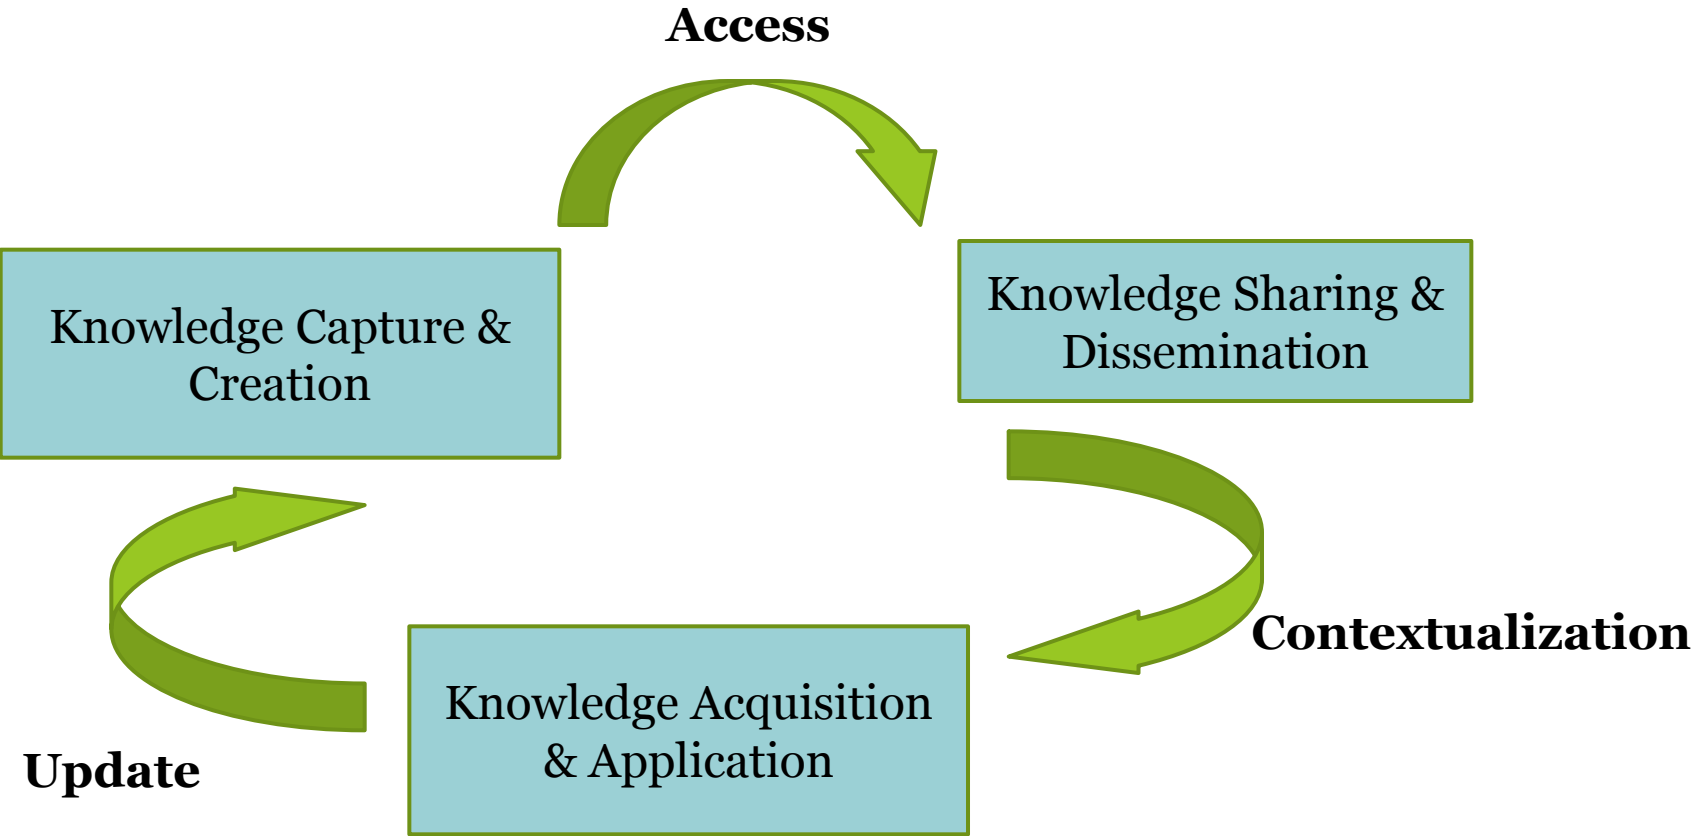 Access
Knowledge Capture &
Creation
Knowledge Sharing &
Dissemination
Contextualization
Knowledge Acquisition
& Application
Update